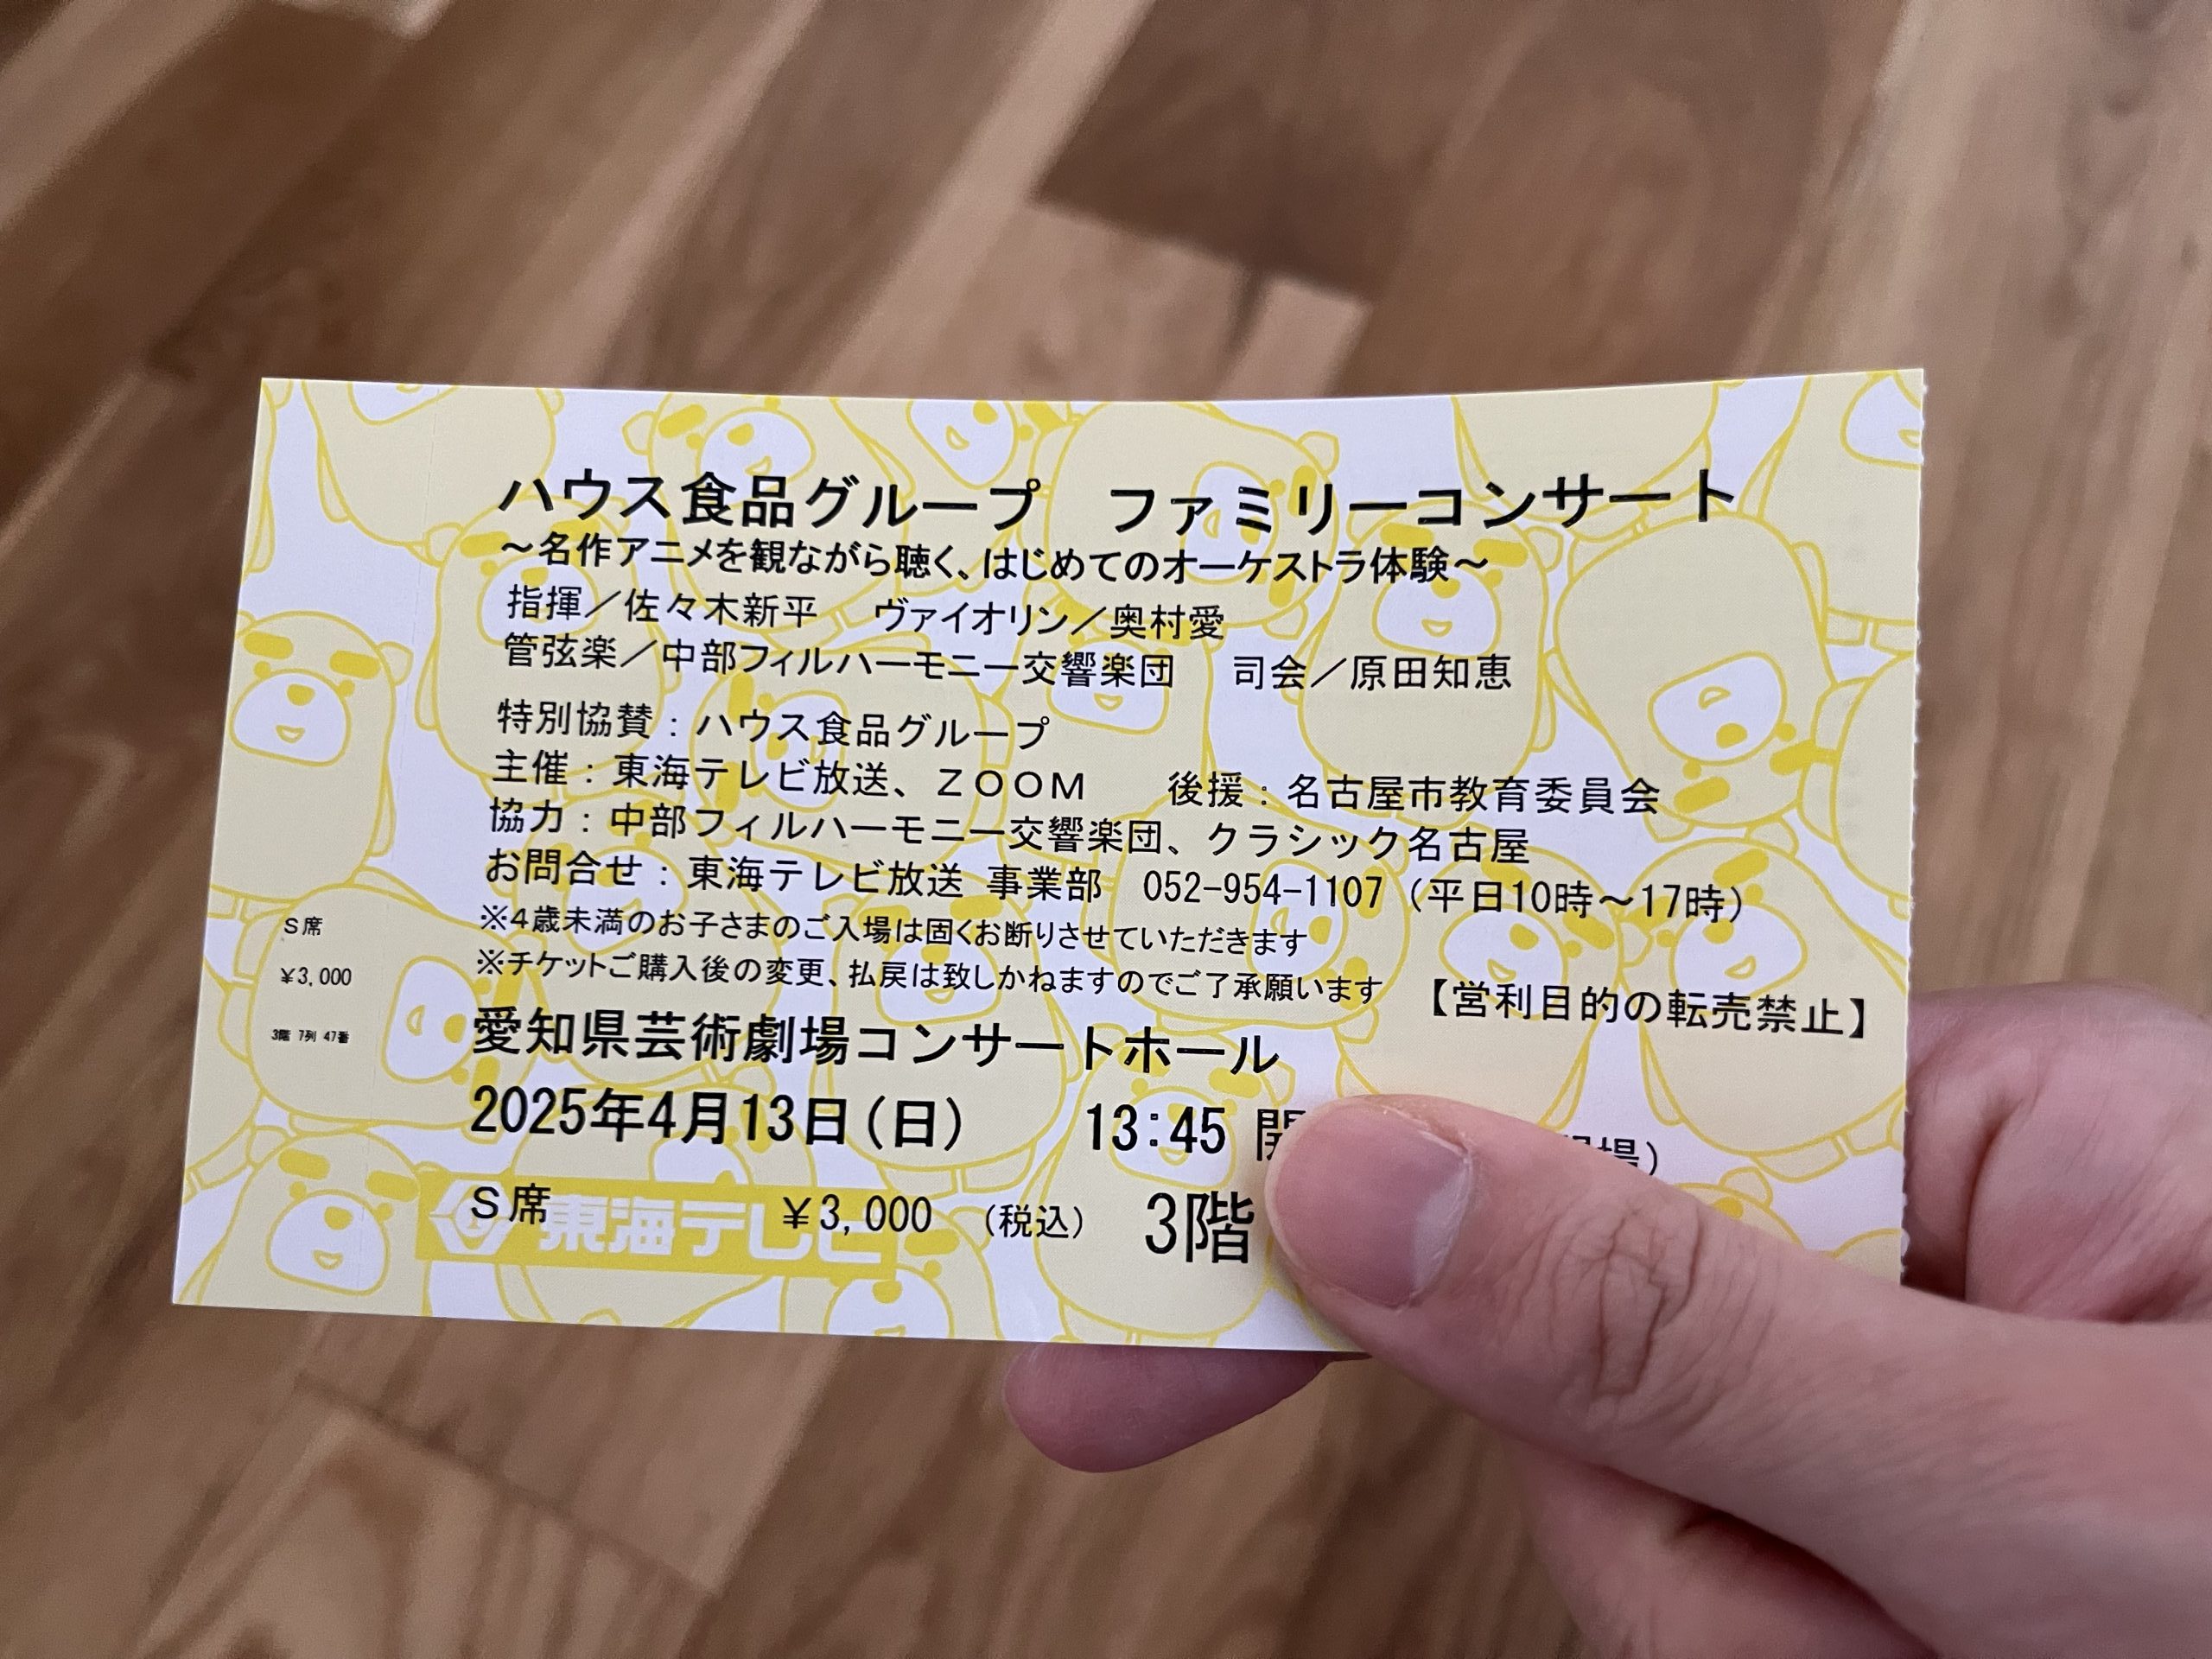 ハウス食品グループ　ファミリーコンサート
～名作アニメを観ながら聴く、はじめてのオーケストラ体験～
指揮／佐々木新平　ヴァイオリン／奥村愛
管弦楽／中部フィルハーモニー交響楽団　司会／原田知恵
特別協賛：ハウス食品グループ
主催：東海テレビ放送、ＺＯＯＭ　後援：名古屋市教育委員会
協力：中部フィルハーモニー交響楽団、クラシック名古屋
お問合せ：東海テレビ放送 事業部　052-954-1107（平日10時～17時）
※４歳未満のお子さまのご入場は固くお断りさせていただきます
※チケットご購入後の変更、払戻は致しかねますのでご了承願います
【営利目的の転売禁止】
愛知県芸術劇場コンサートホール
2025年4月13日（日）　13:45 開 場）
Ｓ席　￥3,000　（税込）　3階
東海テレビ
Ｓ席
￥3,000
3階 7列 47番